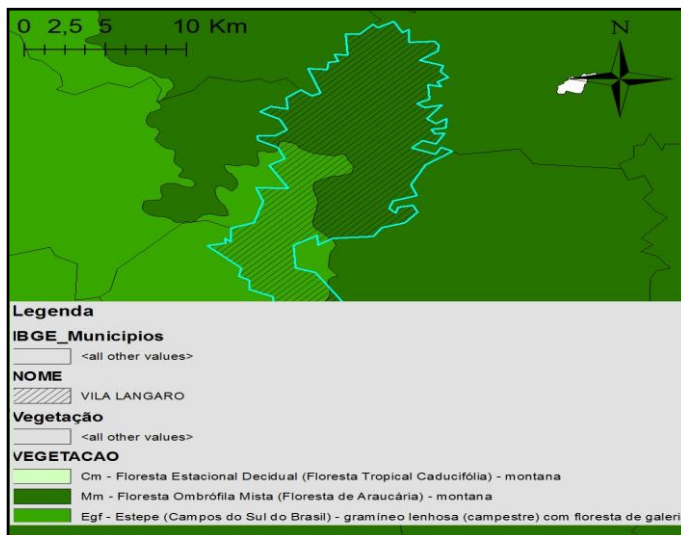 0 2,5 5 10 Km
N
Legenda
IBGE_Municipios
<all other values>
NOME
VILA LANGARO
Vegetação
<all other values>
VEGETACAO
Cm - Floresta Estacional Decidual (Floresta Tropical Caducifólia) - montana
Mm - Floresta Ombrófila Mista (Floresta de Araucária) - montana
Egf - Estepe (Campos do Sul do Brasil) - gramíneo lenhosa (campestre) com floresta de galeri